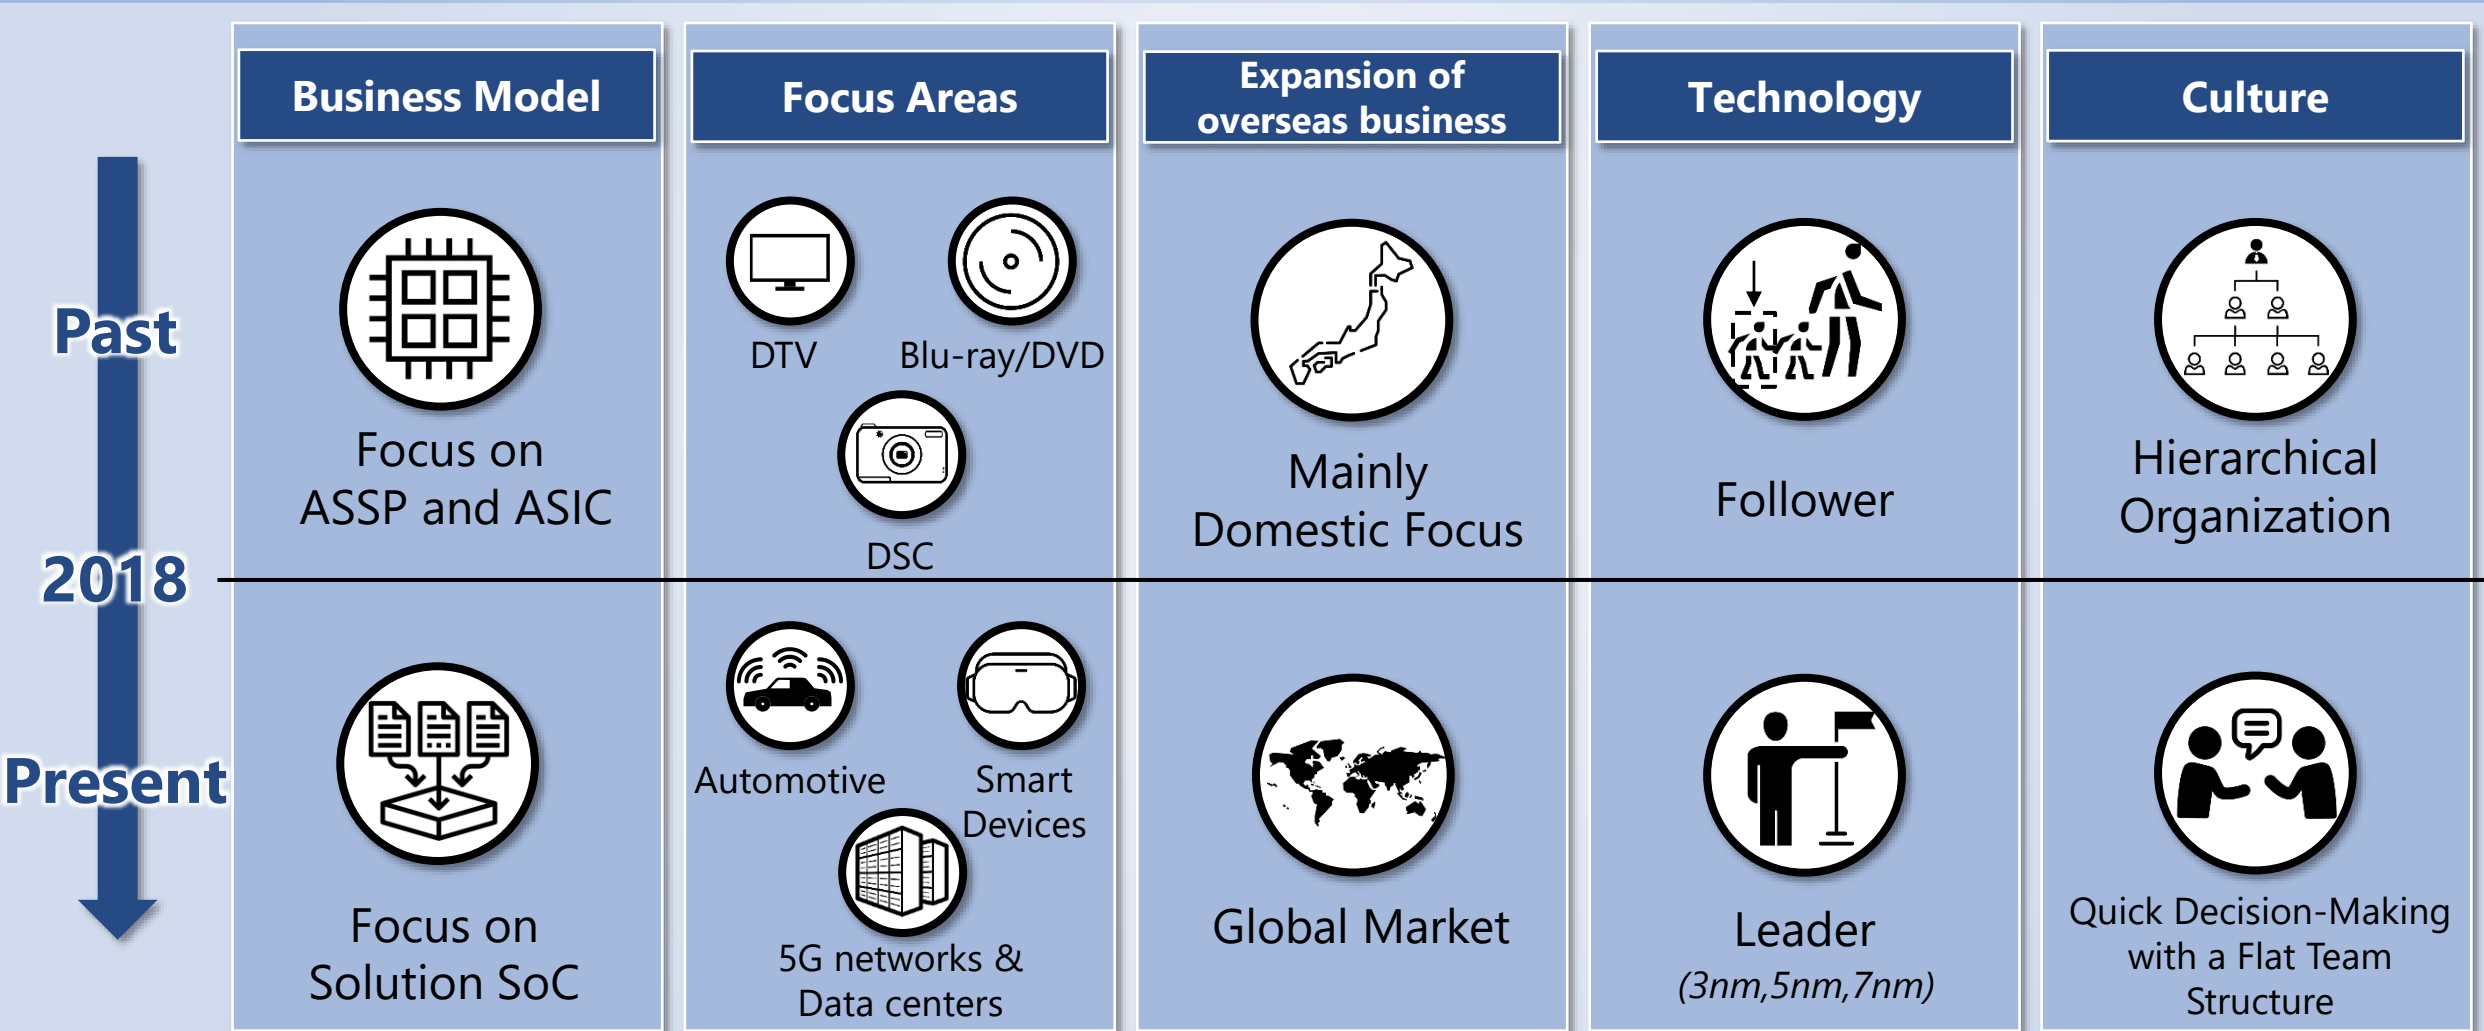 Business Model
Focus Areas
Expansion of
overseas business
Technology
Culture
Past
Focus on
ASSP and ASIC
DTV
Blu-ray/DVD
DSC
Mainly
Domestic Focus
Follower
Hierarchical
Organization
2018
Present
Focus on
Solution SoC
Automotive
Smart
Devices
5G networks &
Data centers
Global Market
Leader
(3nm,5nm,7nm)
Quick Decision-Making
with a Flat Team
Structure